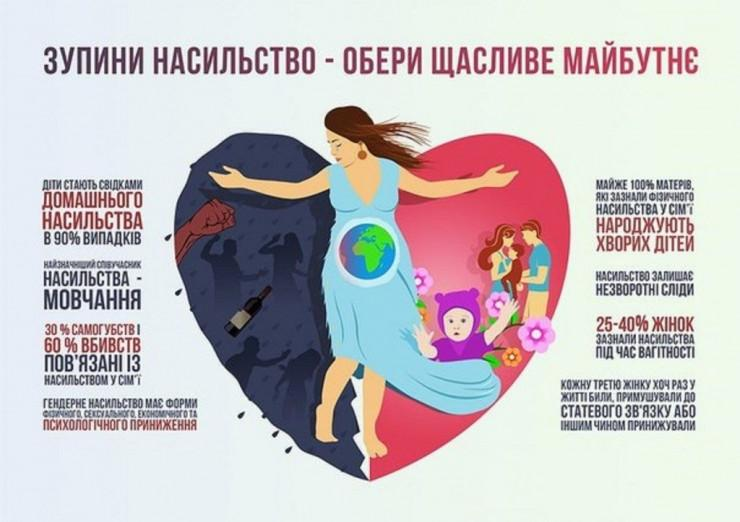 ЗУПИНИ НАСИЛЬСТВО - ОБЕРИ ЩАСЛИВЕ МАЙБУТНЄ
ДІТИ СТАЮТЬ СВІДКАМИ
ДОМАШНЬОГО
НАСИЛЬСТВА
В 90% ВИПАДКІВ
НАЙЗНАЧНІШИЙ СПІВУЧАСНИК
НАСИЛЬСТВА -
МОВЧАННЯ
30 % САМОГУБСТВ І
60 % ВБИВСТВ
ПОВ'ЯЗАНІ ІЗ
НАСИЛЬСТВОМ У СІМ'Ї
ГЕНДЕРНЕ НАСИЛЬСТВО МАЄ ФОРМИ
ФІЗИЧНОГО, СЕКСУАЛЬНОГО, ЕКОНОМІЧНОГО ТА
ПСИХОЛОГІЧНОГО ПРИНИЖЕННЯ
МАЙЖЕ 100% МАТЕРІВ,
ЯКІ ЗАЗНАЛИ ФІЗИЧНОГО
НАСИЛЬСТВА У СІМ'Ї
НАРОДЖУЮТЬ
ХВОРИХ ДІТЕЙ
НАСИЛЬСТВО ЗАЛИШАЄ
НЕЗВОРОТНІ СЛІДИ
25-40% ЖІНОК
ЗАЗНАЛИ НАСИЛЬСТВА
ПІД ЧАС ВАГІТНОСТІ
КОЖНУ ТРЕТЮ ЖІНКУ ХОЧ РАЗ У
ЖИТТІ БИЛИ, ПРИМУШУВАЛИ ДО
СТАТЕВОГО ЗВ'ЯЗКУ АБО
ІНШИМ ЧИНОМ ПРИНИЖУВАЛИ